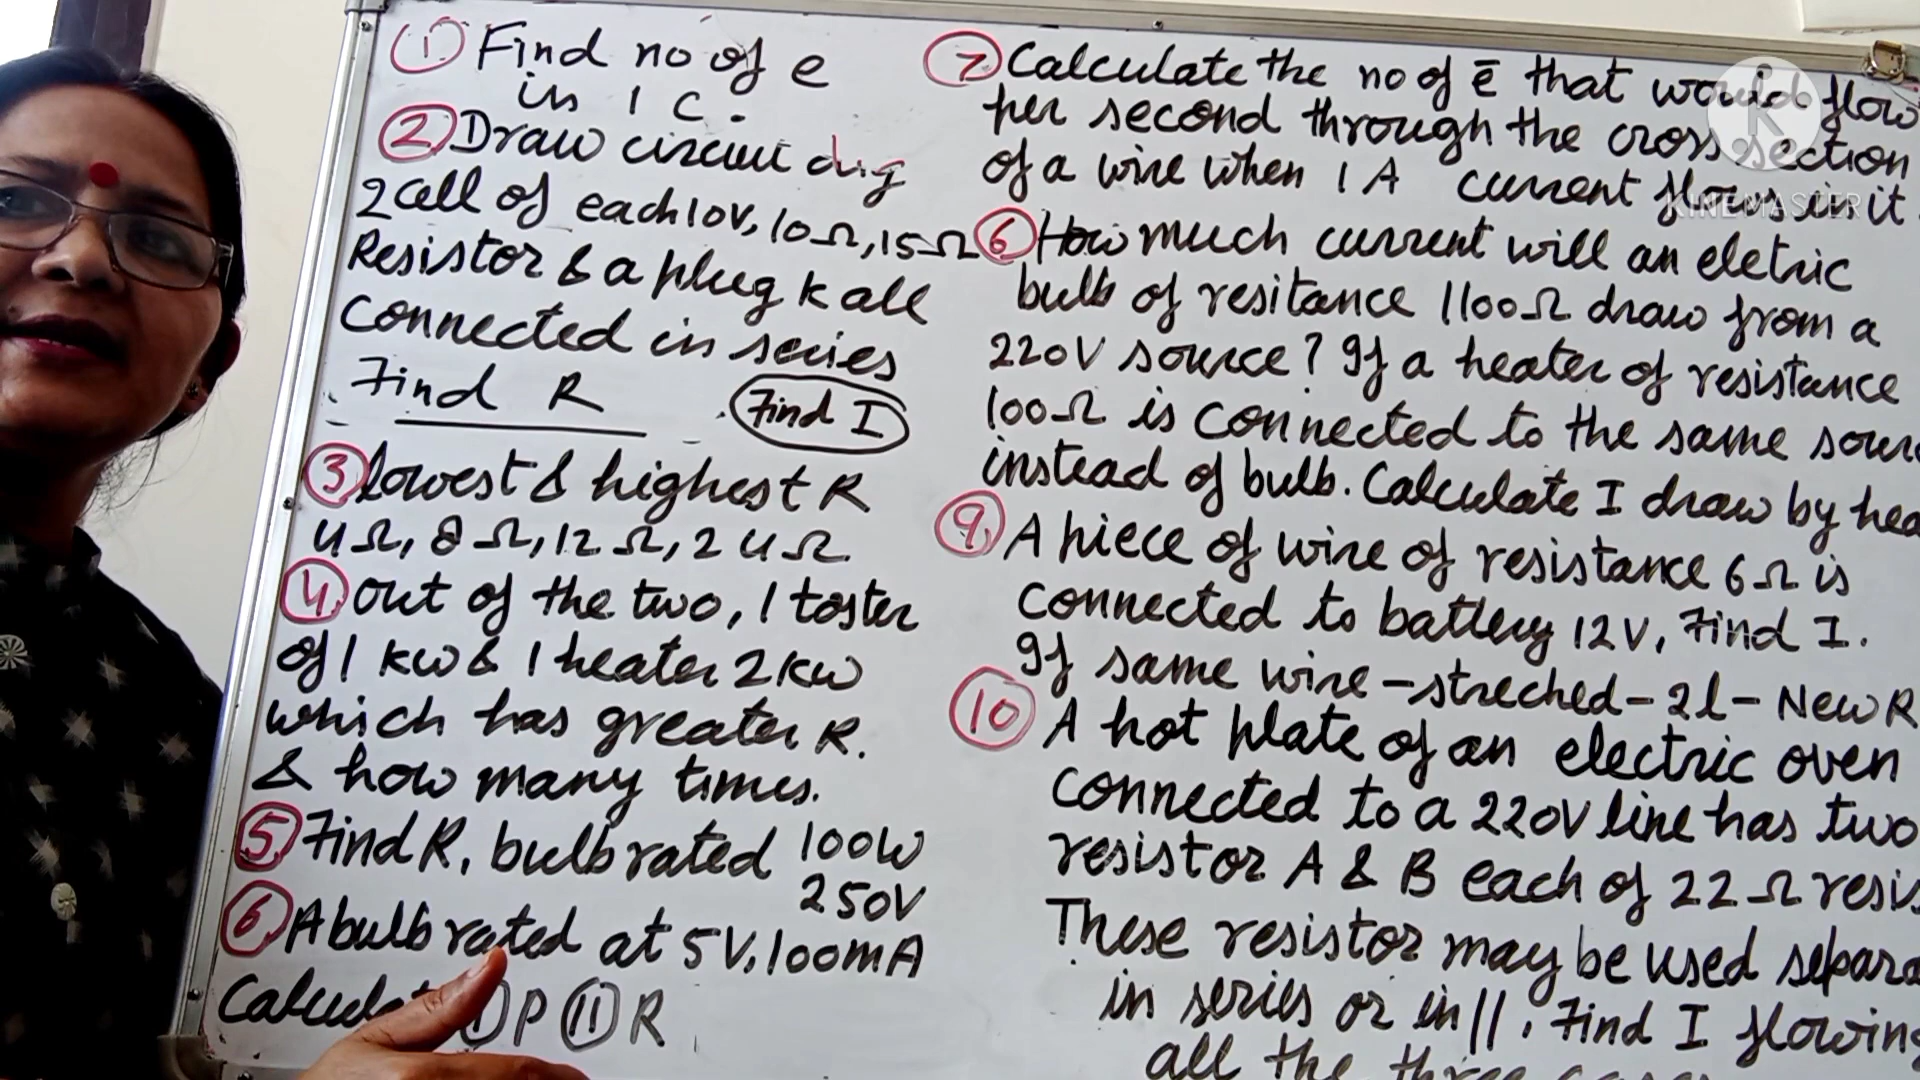 ① Find no of e
in 1 C.
② Draw circuit dig
2 cell of each 10V, 10Ω, 15Ω
Resistor & a plug k all
connected in series
Find R Find I
③ lowest & highest R
4Ω, 8Ω, 12Ω, 24Ω.
④ out of the two, 1 toster
of 1 kw & 1 heater 2 kw
which has greater R.
& how many times.
⑤ Find R, bulb rated 100W
250V
⑥ A bulb rated at 5V, 100mA
P ⑪ R
⑦ Calculate the no of ē that would flow
per second through the cross section
of a wire when 1 A current flows in it.
⑥ How much current will an eletric
bulb of resitance 1100Ω draw from a
220V source? If a heater of resistance
100Ω is connected to the same
instead of bulb. Calculate I draw by
⑨ A piece of wire of resistance 6Ω is
connected to battery 12V, Find I.
If same wire - streched - 2l - New R
⑩ A hot plate of an electric oven
connected to a 220V line has two
resistor A & B each of 22Ω
These resistor may be used
in series or in ||. Find I flowing
all the three
K
KINEMASTER